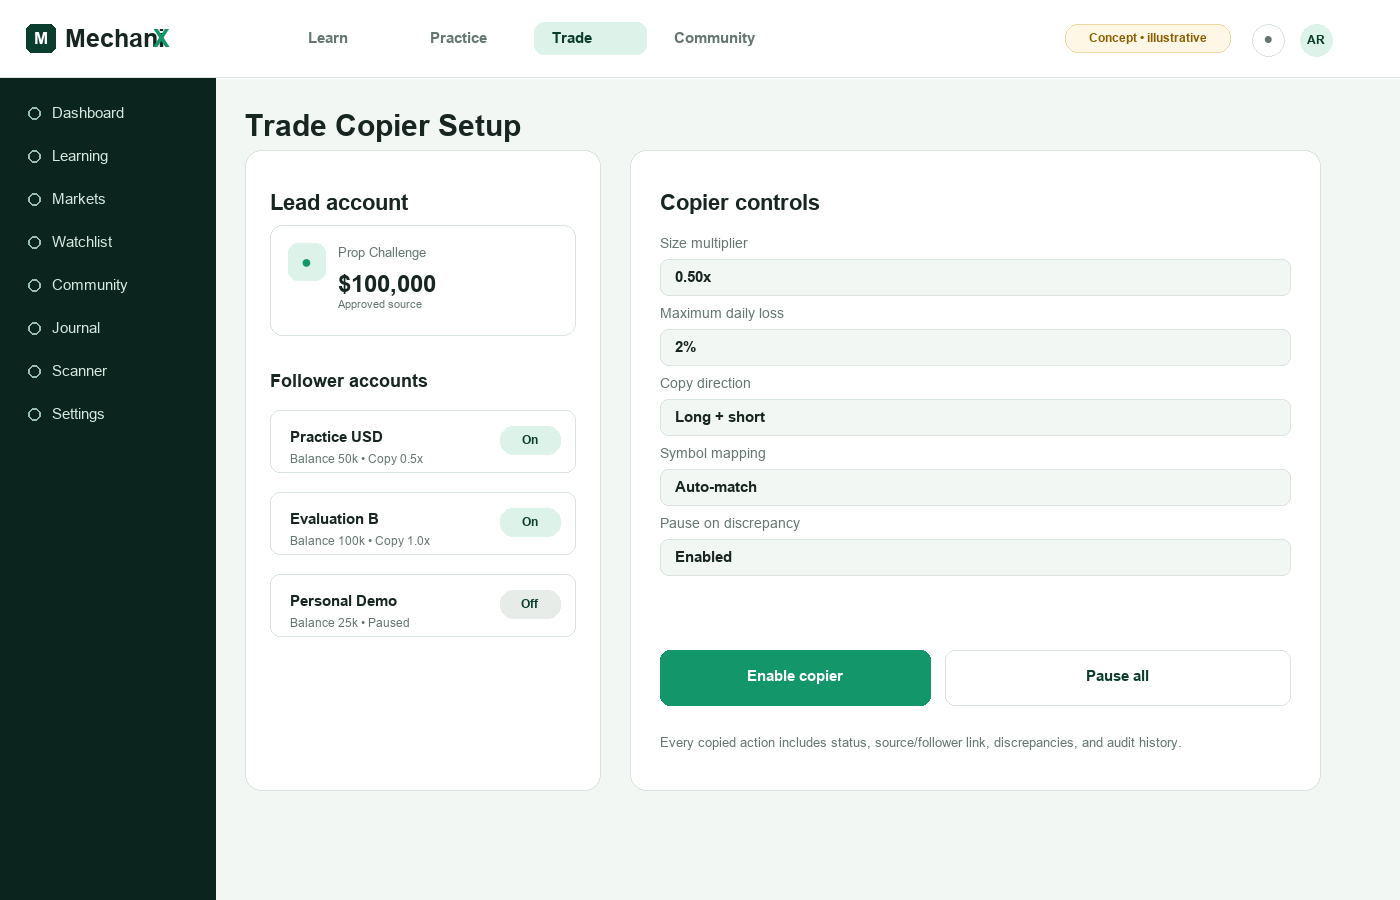 M MechaniX
Learn
Practice
Trade
Community
Concept • illustrative
AR
Dashboard
Learning
Markets
Watchlist
Community
Journal
Scanner
Settings
Trade Copier Setup
Lead account
Prop Challenge
$100,000
Approved source
Follower accounts
Practice USD
On
Balance 50k • Copy 0.5x
Evaluation B
On
Balance 100k • Copy 1.0x
Personal Demo
Off
Balance 25k • Paused
Copier controls
Size multiplier
0.50x
Maximum daily loss
2%
Copy direction
Long + short
Symbol mapping
Auto-match
Pause on discrepancy
Enabled
Enable copier
Pause all
Every copied action includes status, source/follower link, discrepancies, and audit history.